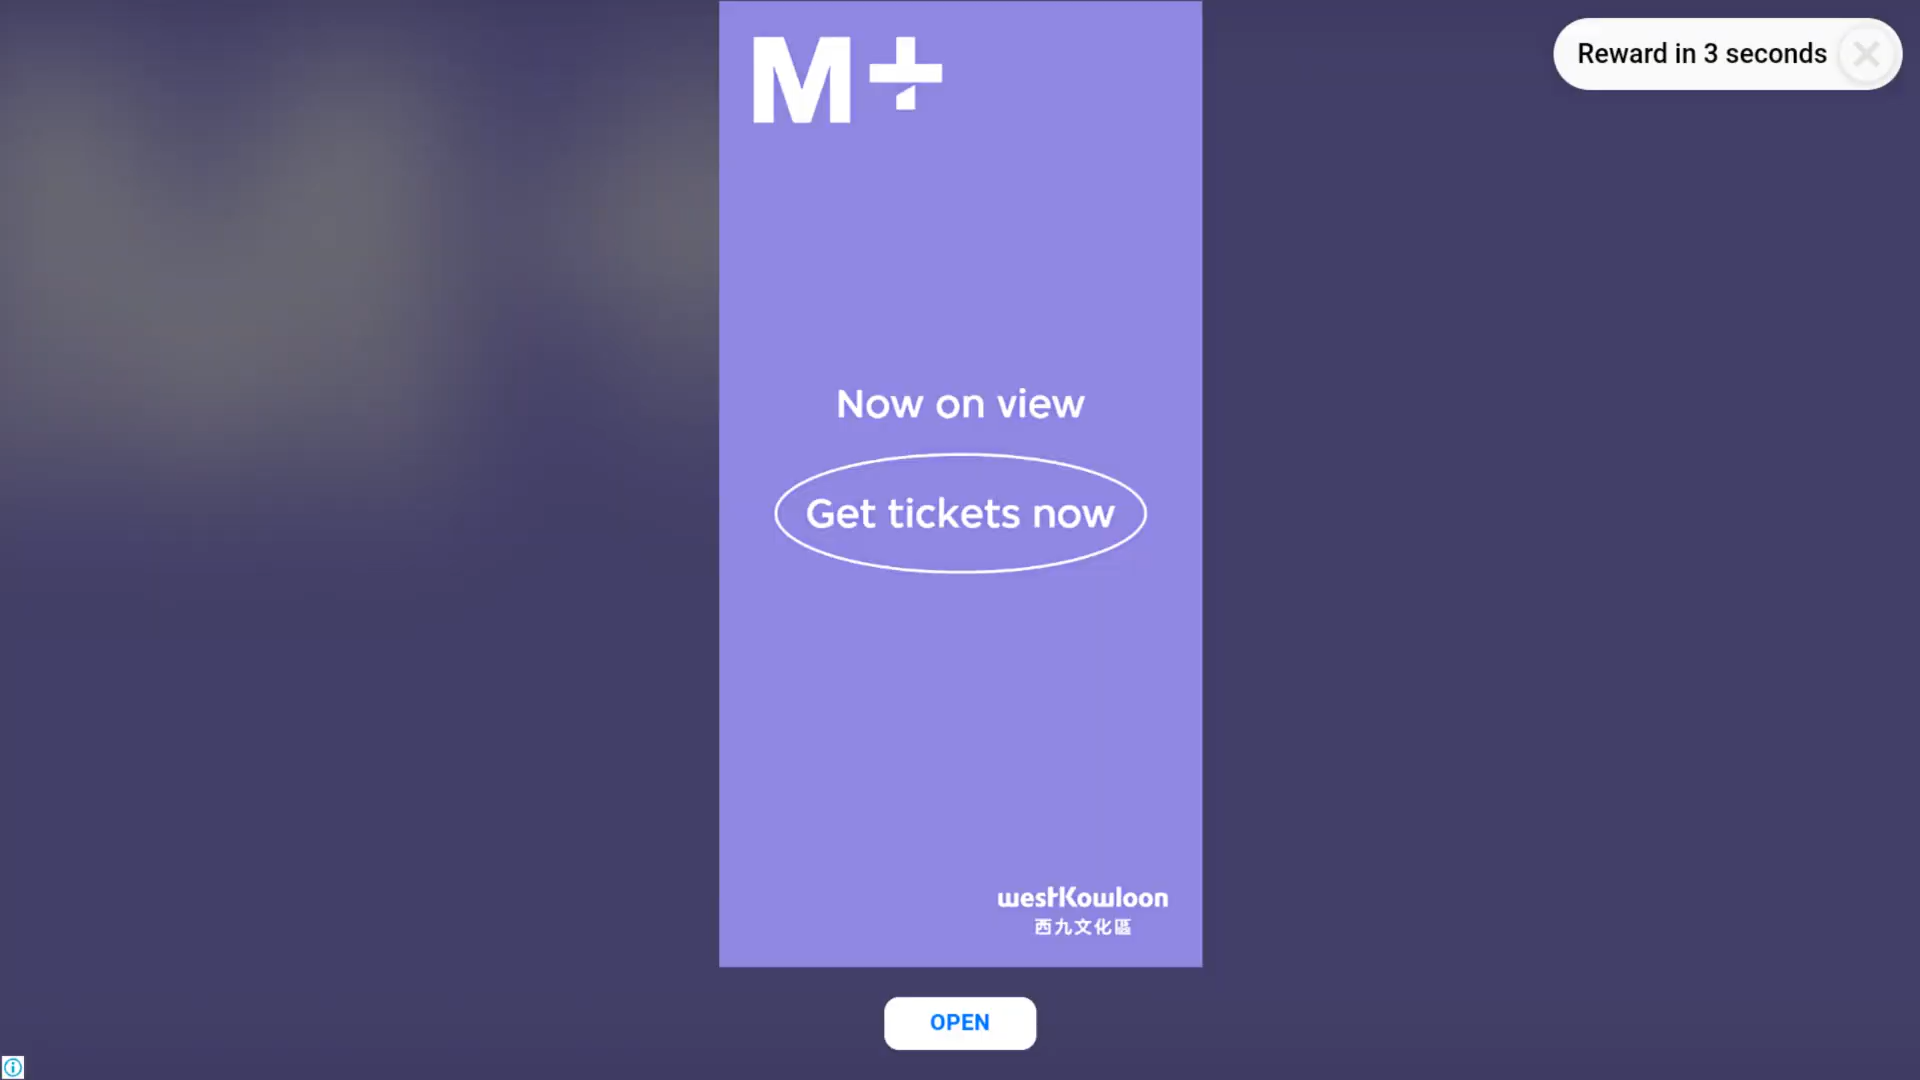 M+
Reward in 3 seconds
Now on view
Get tickets now
westKowloon
西九文化區
OPEN